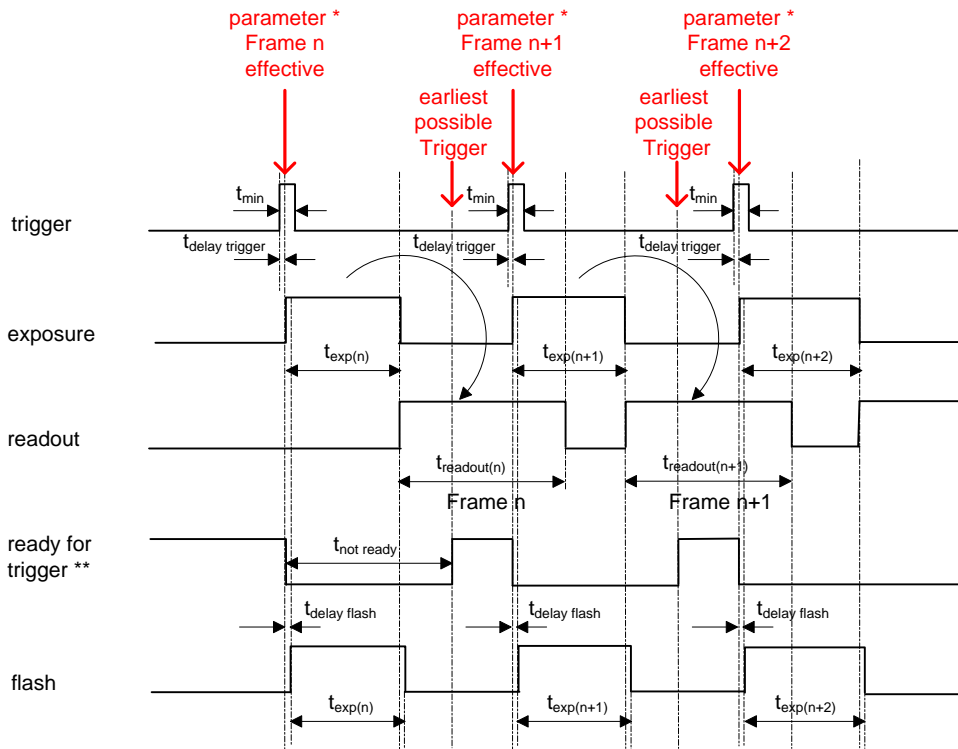 parameter *
Frame n
effective
parameter *
Frame n+1
effective
parameter *
Frame n+2
effective
earliest
possible
Trigger
earliest
possible
Trigger
trigger
tmin
tmin
tmin
tdelay trigger
tdelay trigger
tdelay trigger
exposure
texp(n)
texp(n+1)
texp(n+2)
readout
treadout(n)
treadout(n+1)
Frame n
Frame n+1
ready for
trigger **
tnot ready
tdelay flash
tdelay flash
tdelay flash
flash
texp(n)
texp(n+1)
texp(n+2)